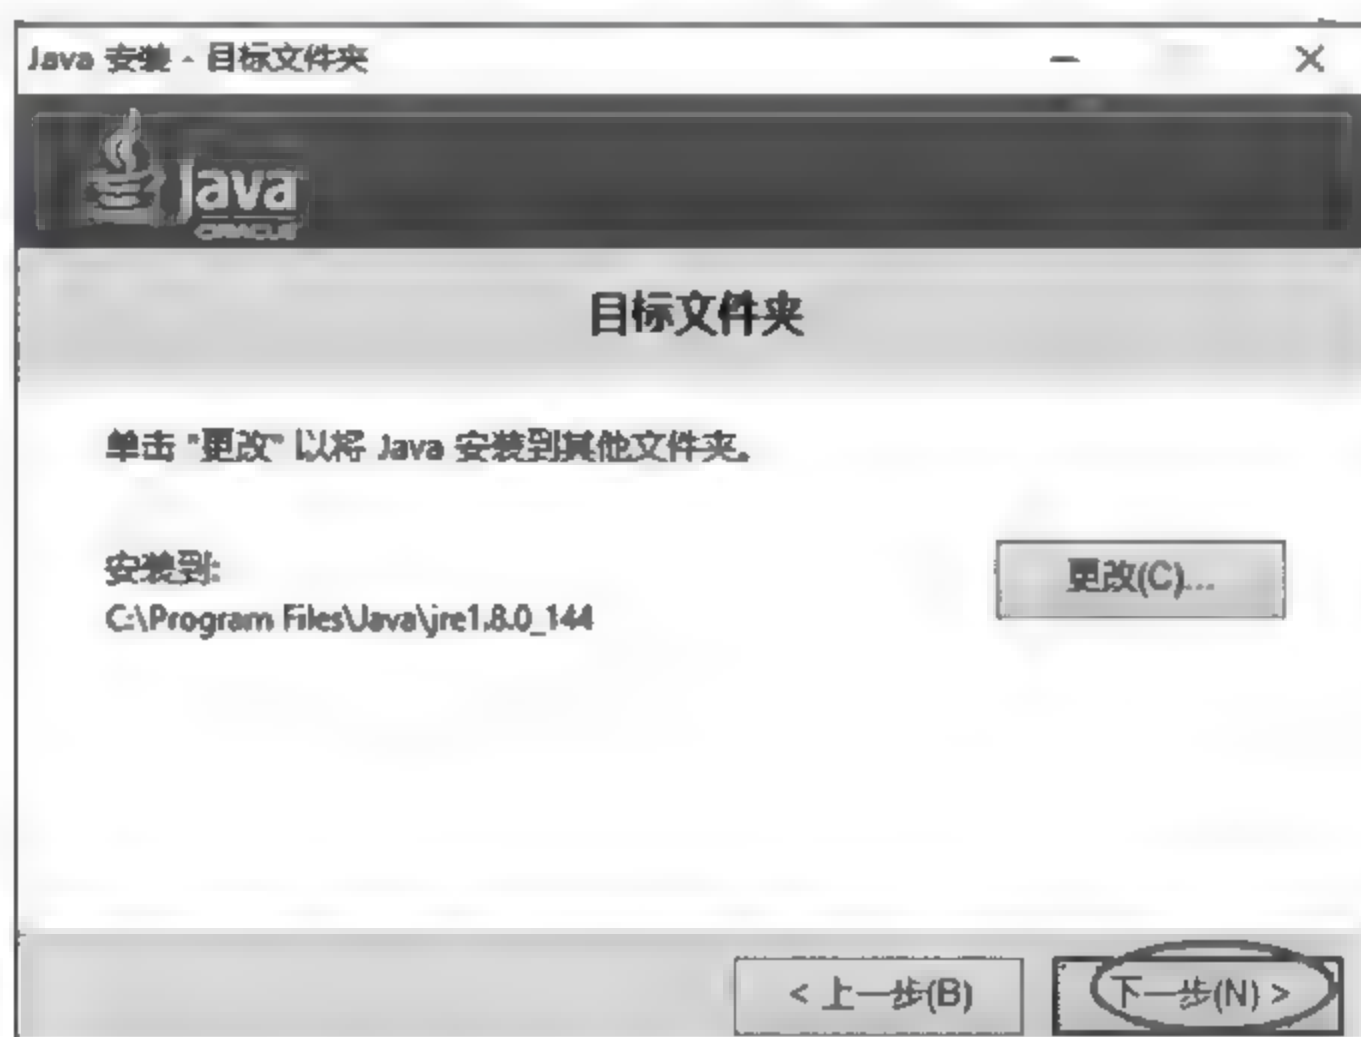 Java 安装 - 目标文件夹
Java
ORACLE
目标文件夹
单击 "更改" 以将 Java 安装到其他文件夹。
安装到:
更改(C)...
C:\Program Files\Java\jre1.8.0_144
< 上一步(B)
下一步(N) >